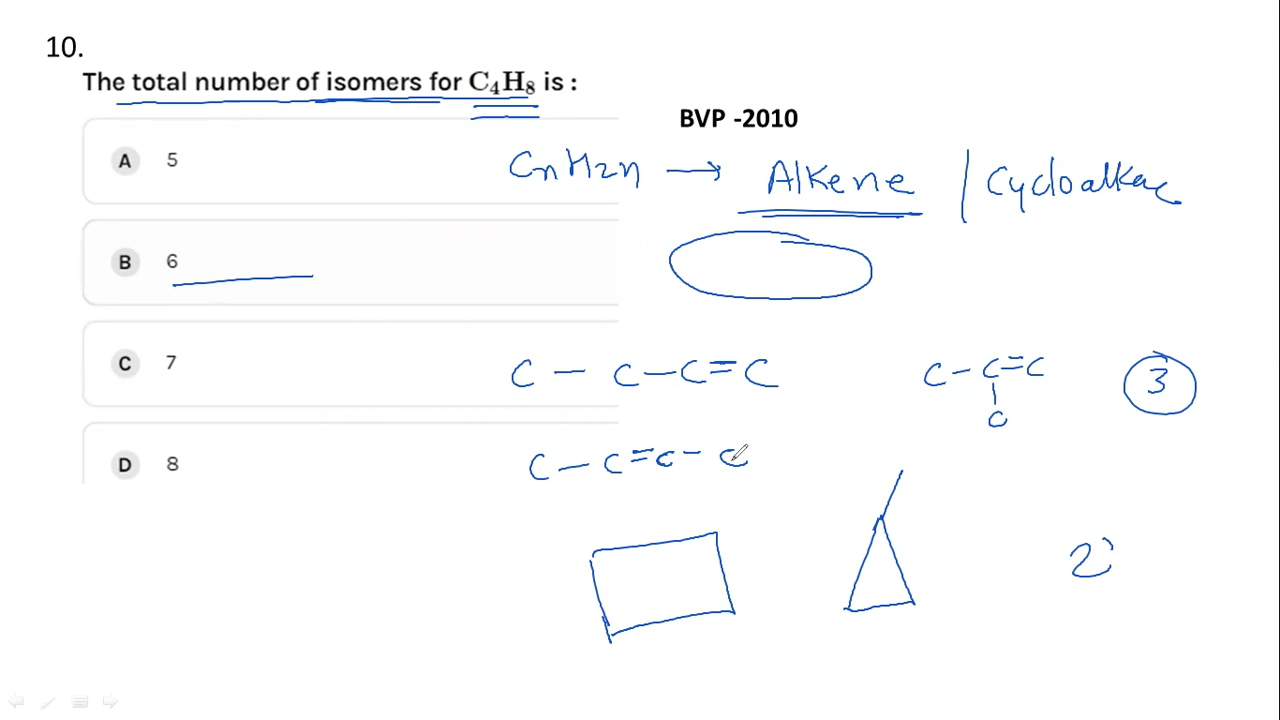 10.
The total number of isomers for C₄H₈ is :
BVP -2010
A 5
CnH2n → Alkene / Cycloalkene
B 6
C 7
C - C - C = C
C - C = C
C
3
D 8
C - C = C - C
2